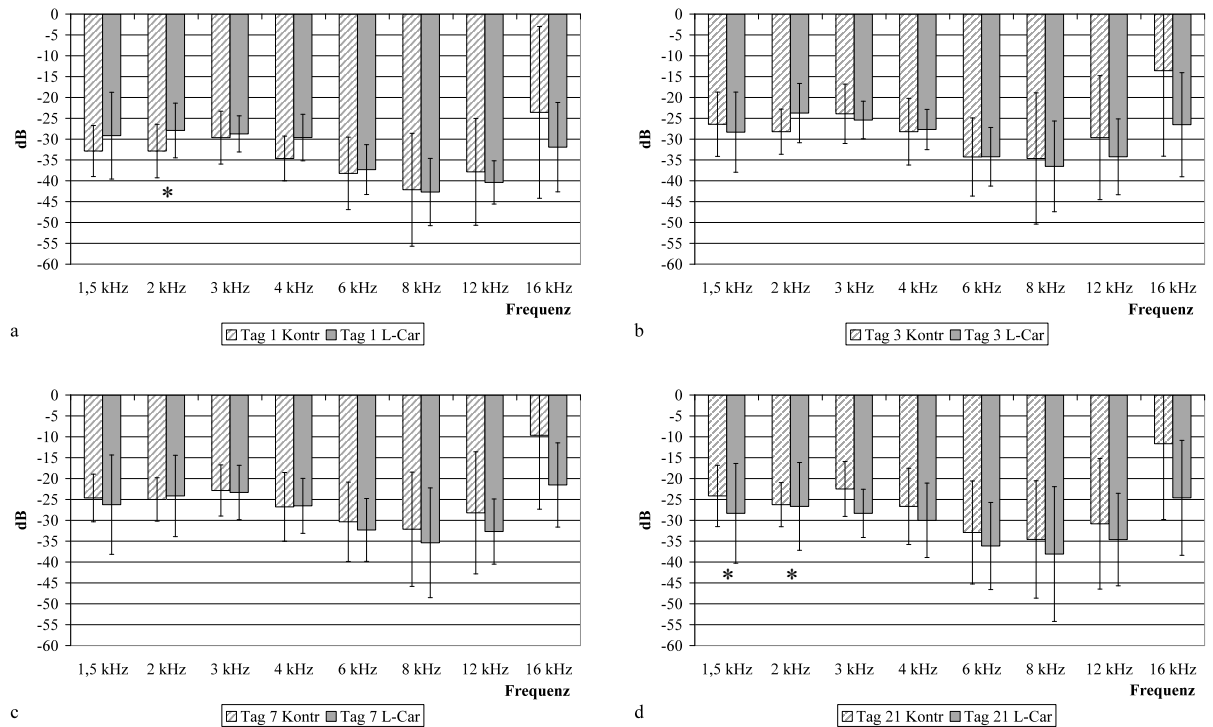 0
-5
-10
-15
-20
-25
-30
-35
-40
-45
-50
-55
-60
dB
*
1,5 kHz 2 kHz 3 kHz 4 kHz 6 kHz 8 kHz 12 kHz 16 kHz
Frequenz
a
Tag 1 Kontr Tag 1 L-Car
0
-5
-10
-15
-20
-25
-30
-35
-40
-45
-50
-55
-60
dB
1,5 kHz 2 kHz 3 kHz 4 kHz 6 kHz 8 kHz 12 kHz 16 kHz
Frequenz
b
Tag 3 Kontr Tag 3 L-Car
0
-5
-10
-15
-20
-25
-30
-35
-40
-45
-50
-55
-60
dB
1,5 kHz 2 kHz 3 kHz 4 kHz 6 kHz 8 kHz 12 kHz 16 kHz
Frequenz
c
Tag 7 Kontr Tag 7 L-Car
0
-5
-10
-15
-20
-25
-30
-35
-40
-45
-50
-55
-60
dB
* *
1,5 kHz 2 kHz 3 kHz 4 kHz 6 kHz 8 kHz 12 kHz 16 kHz
Frequenz
d
Tag 21 Kontr Tag 21 L-Car